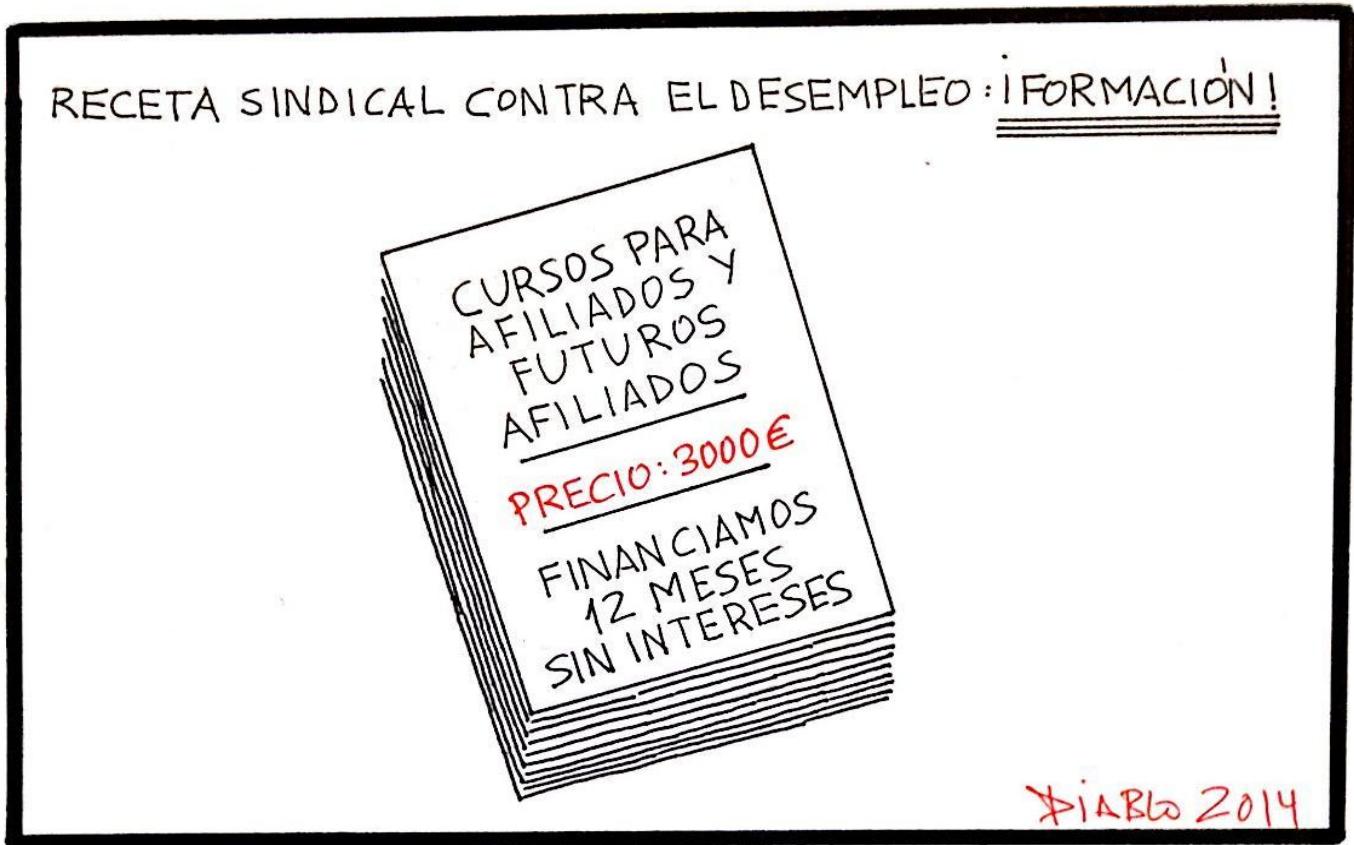 RECETA SINDICAL CONTRA EL DESEMPLEO: ¡FORMACIÓN!
CURSOS PARA
AFILIADOS Y
FUTUROS
AFILIADOS
PRECIO: 3000€
FINANCIAMOS
12 MESES
SIN INTERESES
DiABLo 2014